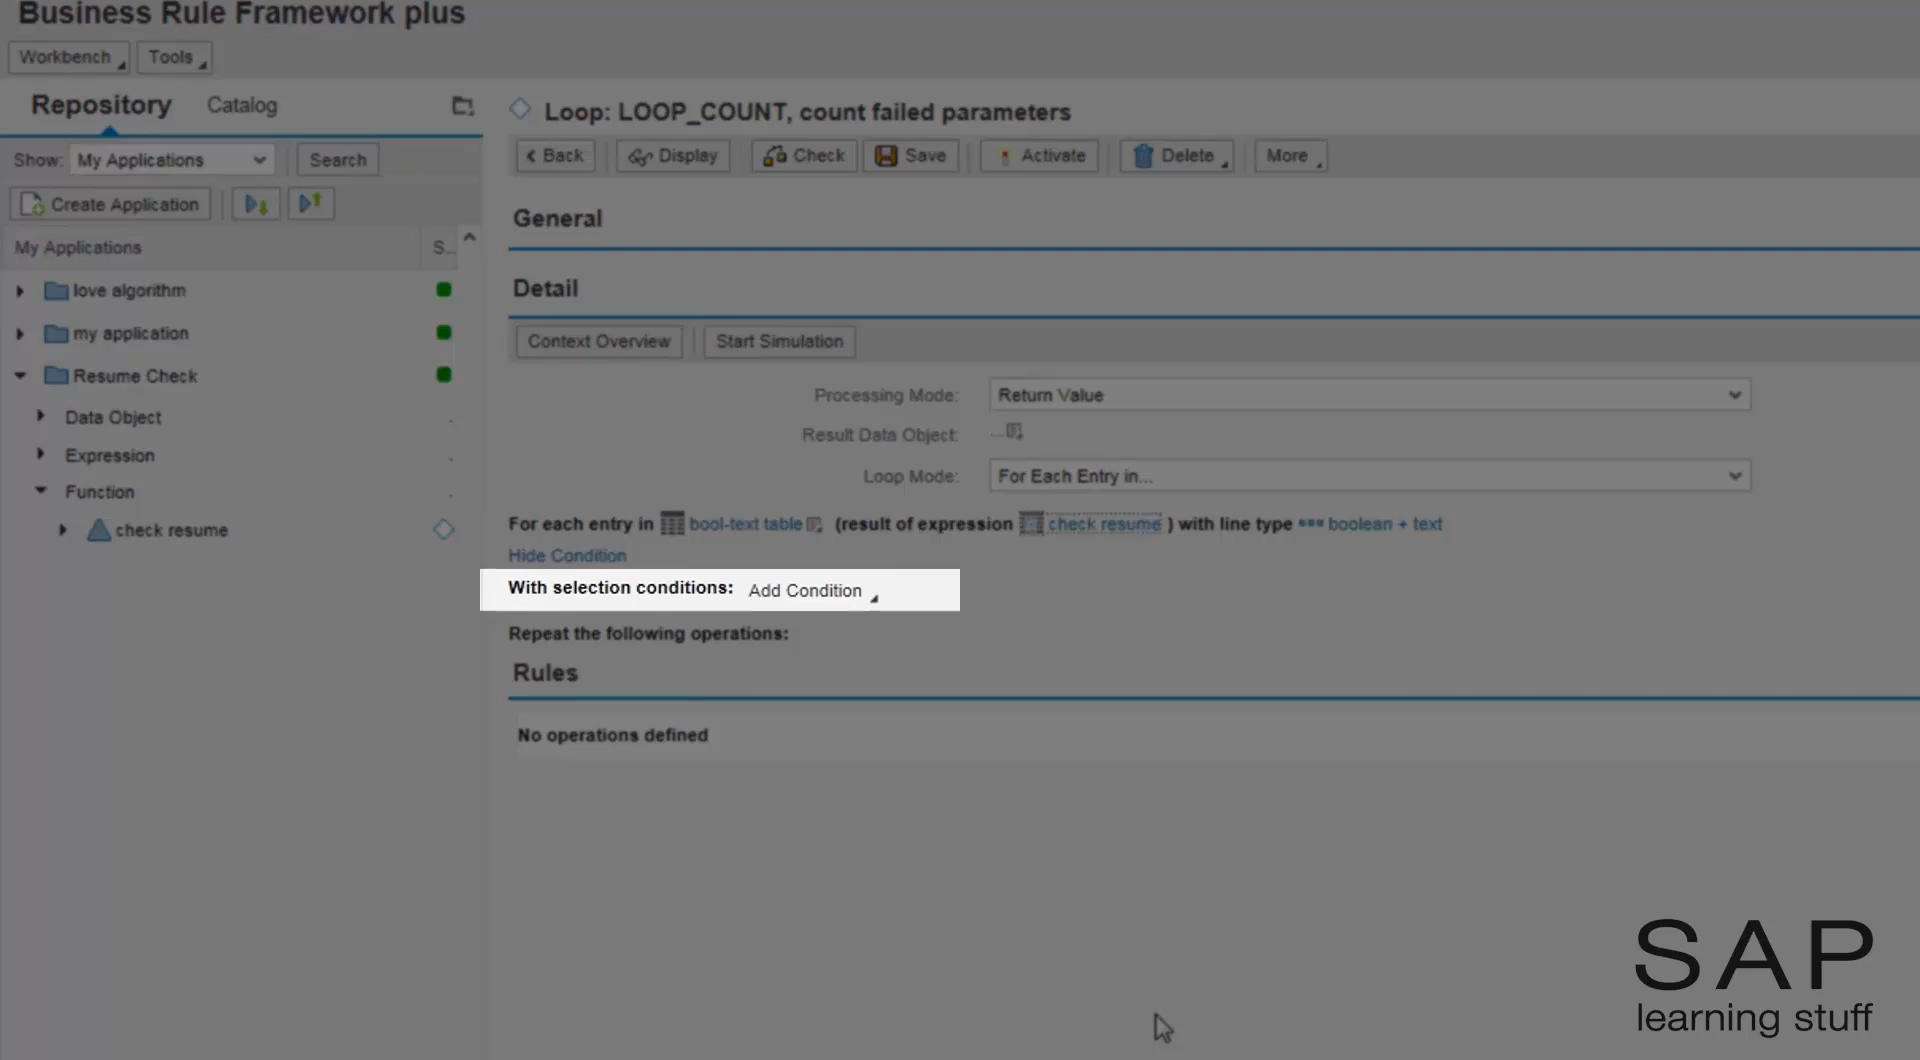 Business Rule Framework plus
Workbench Tools
Repository Catalog
Show: My Applications Search
Create Application
My Applications S...
love algorithm
my application
Resume Check
Data Object
Expression
Function
check resume
Loop: LOOP_COUNT, count failed parameters
Back Display Check Save Activate Delete More
General
Detail
Context Overview Start Simulation
Processing Mode: Return Value
Result Data Object: ...
Loop Mode: For Each Entry in...
For each entry in bool-text table (result of expression check resume ) with line type boolean + text
Hide Condition
With selection conditions: Add Condition
Repeat the following operations:
Rules
No operations defined
SAP
learning stuff